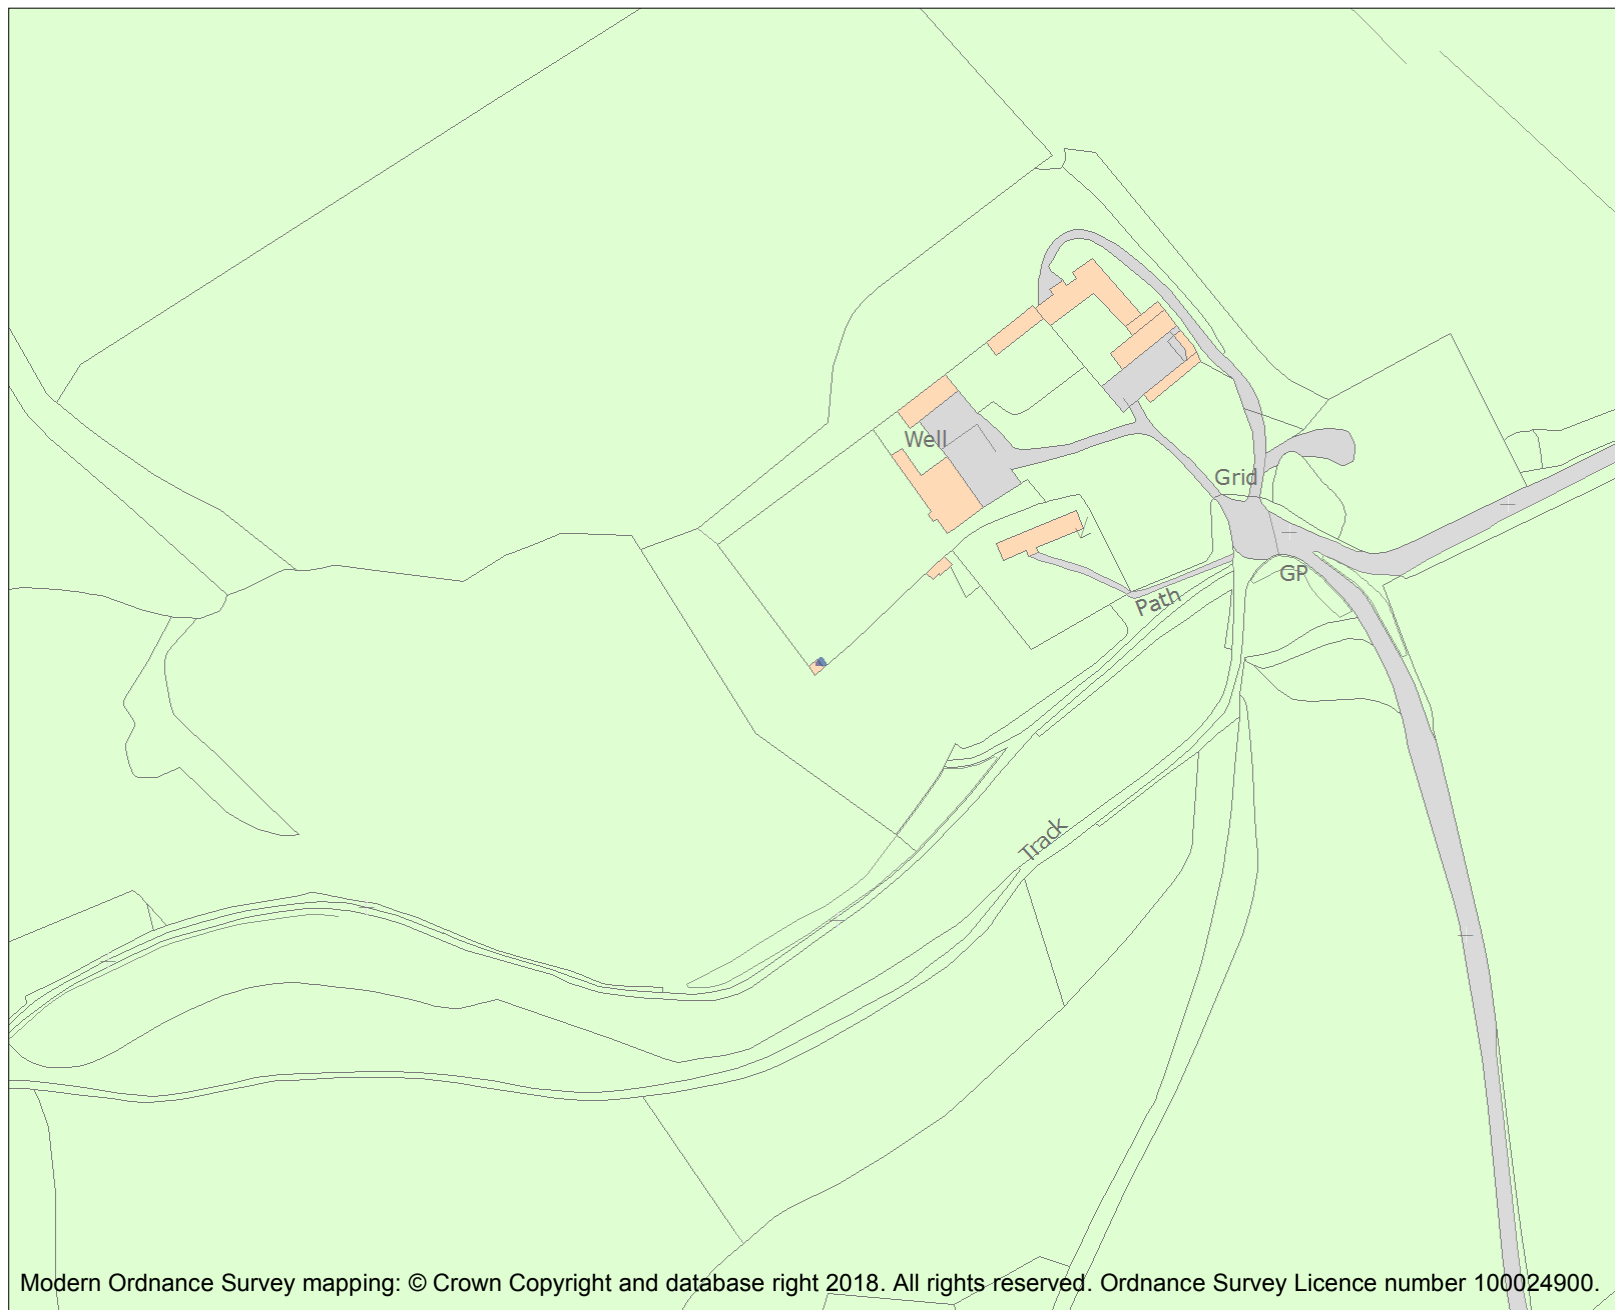 Well
Grid
GP
Path
Track
Modern Ordnance Survey mapping: © Crown Copyright and database right 2018. All rights reserved. Ordnance Survey Licence number 100024900.